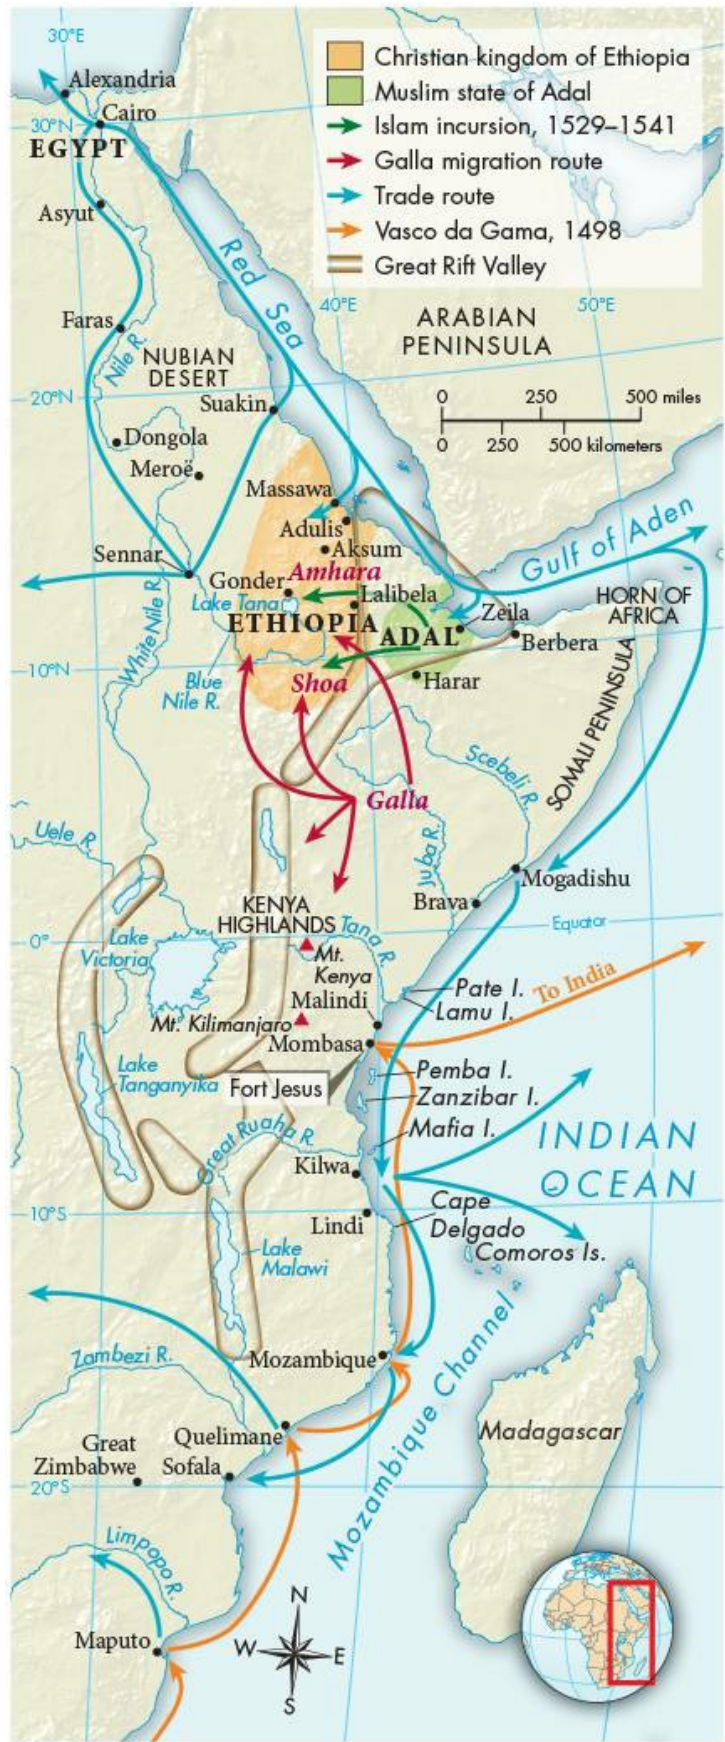 30°E
Christian kingdom of Ethiopia
Muslim state of Adal
Islam incursion, 1529–1541
Galla migration route
Trade route
Vasco da Gama, 1498
Great Rift Valley
Alexandria
Cairo
30°N
EGYPT
Asyut
Red Sea
40°E
50°E
ARABIAN
PENINSULA
Faras
Nile R.
NUBIAN
DESERT
20°N
Suakin
0 250 500 miles
0 250 500 kilometers
Dongola
Meroë
Massawa
Adulis
Aksum
Gulf of Aden
Sennar
Gonder
Amhara
Lake Tana
Lalibela
HORN OF
AFRICA
Zeila
ETHIOPIA
ADAL
Berbera
White Nile R.
10°N
Blue
Nile R.
Shoa
Harar
SOMALI PENINSULA
Scebeli R.
Galla
Uele R.
Juba R.
Mogadishu
Brava
KENYA
HIGHLANDS
Tana R.
Equator
0°
Lake
Victoria
Mt.
Kenya
Pate I.
Lamu I.
To India
Malindi
Mt. Kilimanjaro
Mombasa
Lake
Tanganyika
Fort Jesus
Pemba I.
Zanzibar I.
Mafia I.
INDIAN
OCEAN
Great Ruaha R.
Kilwa
10°S
Lindi
Cape
Delgado
Comoros Is.
Lake
Malawi
Mozambique Channel
Zambezi R.
Mozambique
Madagascar
Quelimane
Great
Zimbabwe
Sofala
20°S
Limpopo R.
Maputo
N
W E
S